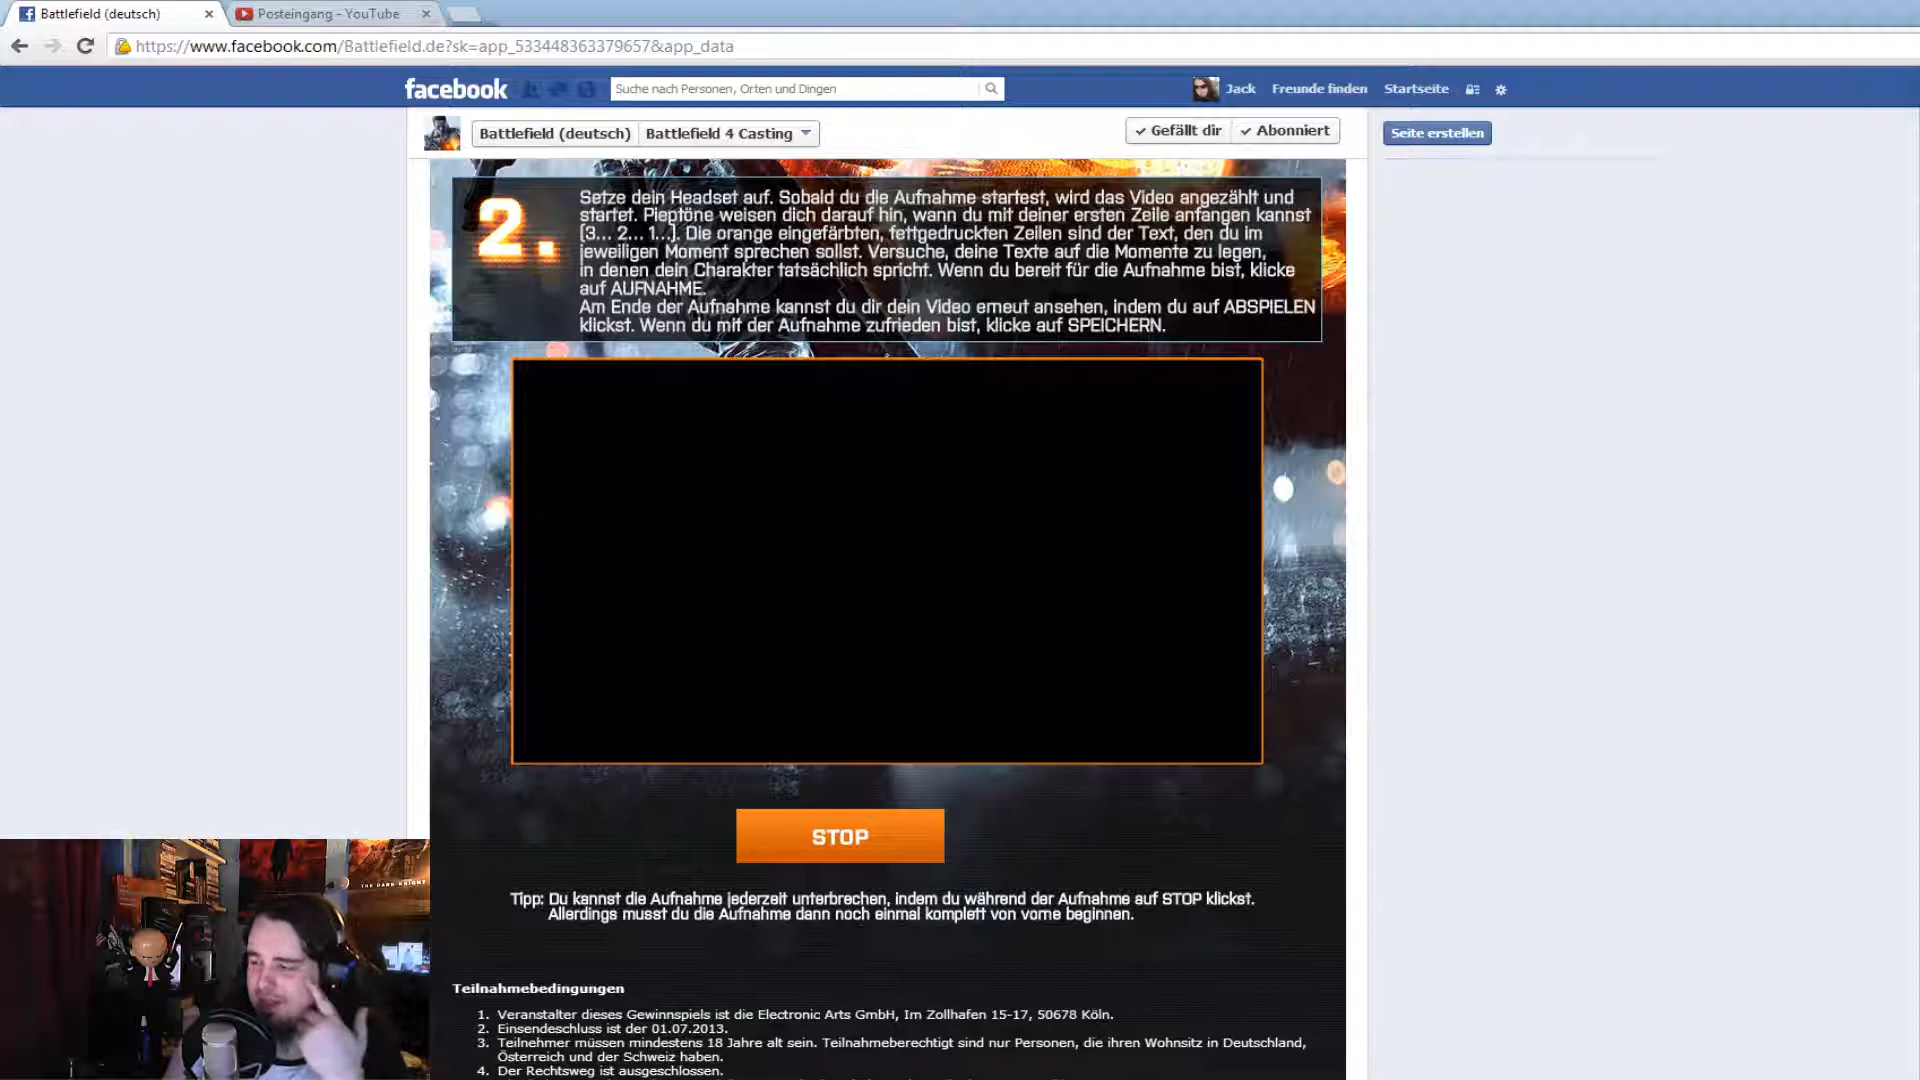 Battlefield (deutsch)
Posteingang - YouTube
https://www.facebook.com/Battlefield.de?sk=app_533448363379657&app_data
facebook
Suche nach Personen, Orten und Dingen
Jack
Freunde finden
Startseite
Battlefield (deutsch)
Battlefield 4 Casting
Gefällt dir
Abonniert
Seite erstellen
2.
Setze dein Headset auf. Sobald du die Aufnahme startest, wird das Video angezählt und
startet. Pieptöne weisen dich darauf hin, wann du mit deiner ersten Zeile anfangen kannst
(3... 2... 1...). Die orange eingefärbten, fettgedruckten Zeilen sind der Text, den du im
jeweiligen Moment sprechen sollst. Versuche, deine Texte auf die Momente zu legen,
in denen dein Charakter tatsächlich spricht. Wenn du bereit für die Aufnahme bist, klicke
auf AUFNAHME.
Am Ende der Aufnahme kannst du dir dein Video erneut ansehen, indem du auf ABSPIELEN
klickst. Wenn du mit der Aufnahme zufrieden bist, klicke auf SPEICHERN.
STOP
Tipp: Du kannst die Aufnahme jederzeit unterbrechen, indem du während der Aufnahme auf STOP klickst.
Allerdings musst du die Aufnahme dann noch einmal komplett von vorne beginnen.
Teilnahmebedingungen
1. Veranstalter dieses Gewinnspiels ist die Electronic Arts GmbH, Im Zollhafen 15-17, 50678 Köln.
2. Einsendeschluss ist der 01.07.2013.
3. Teilnehmer müssen mindestens 18 Jahre alt sein. Teilnahmeberechtigt sind nur Personen, die ihren Wohnsitz in Deutschland,
Österreich und der Schweiz haben.
4. Der Rechtsweg ist ausgeschlossen.
THE DARK KNIGHT